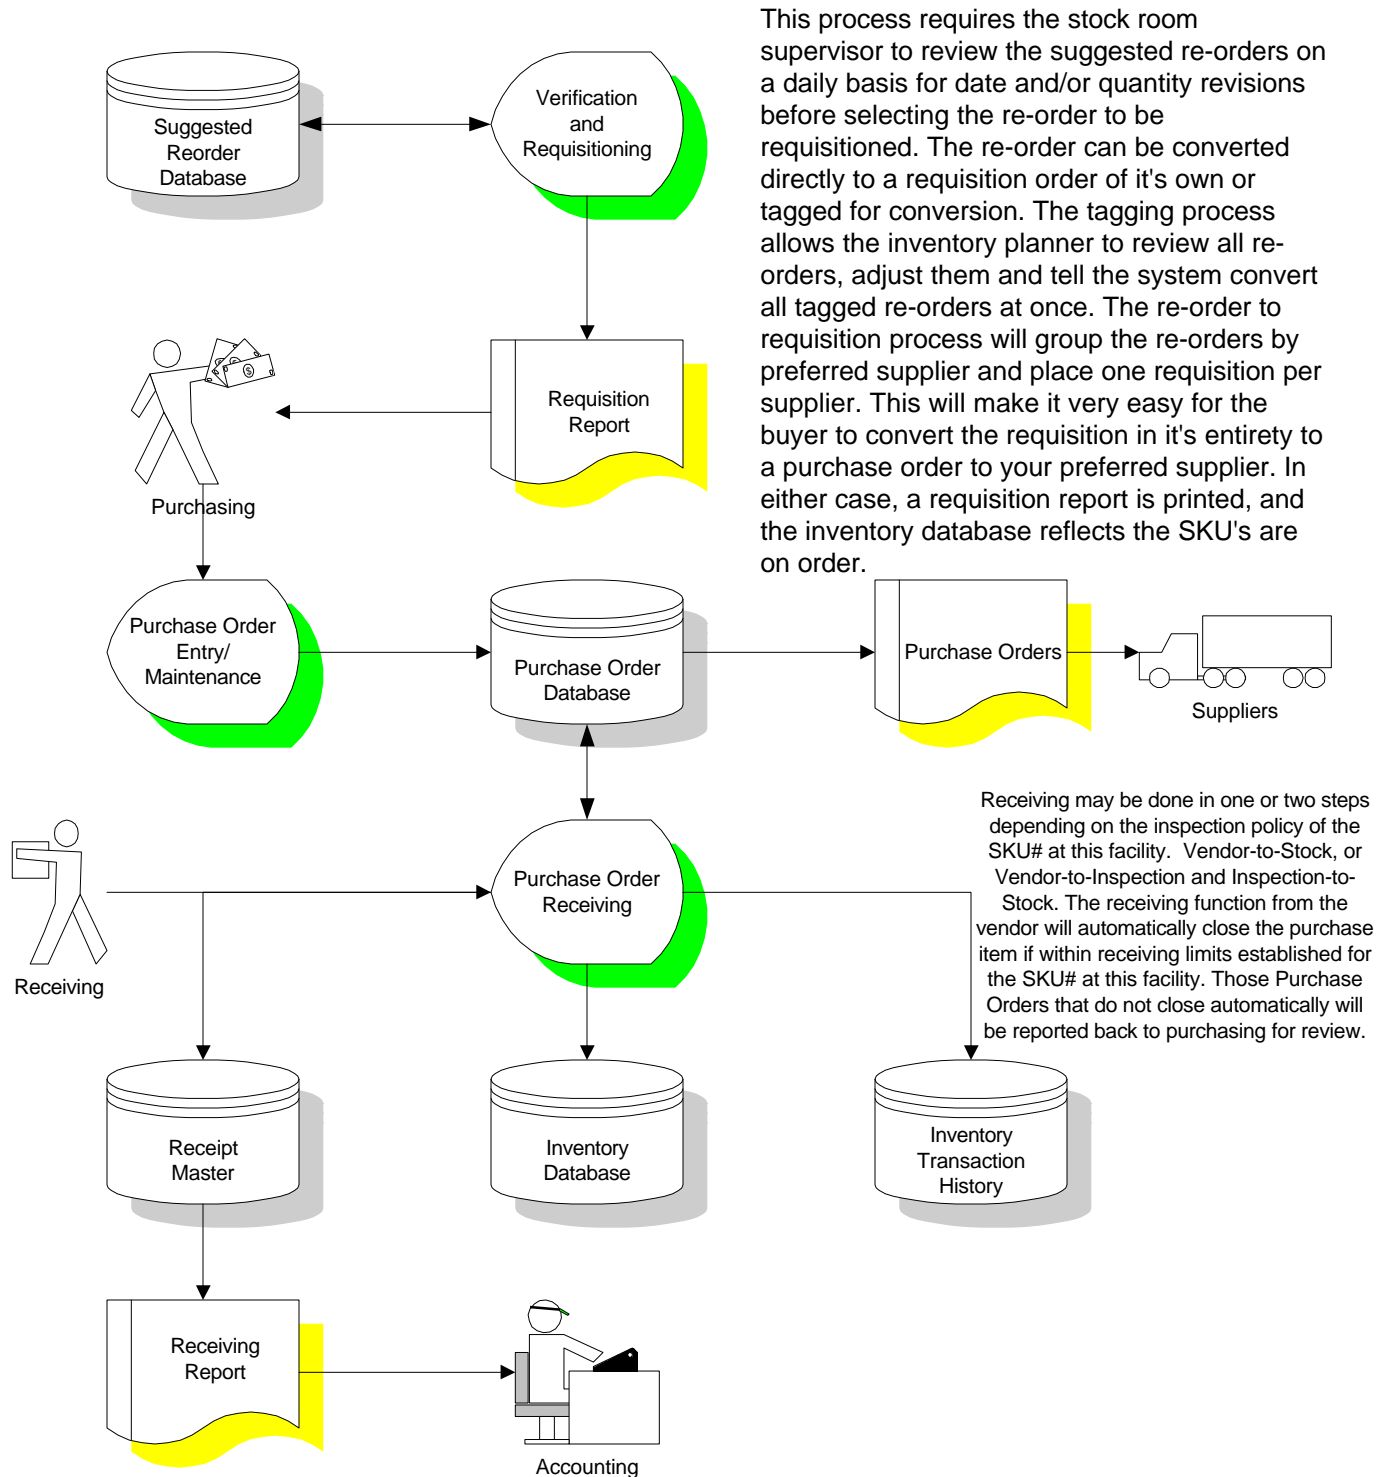 This process requires the stock room
supervisor to review the suggested re-orders on
a daily basis for date and/or quantity revisions
before selecting the re-order to be
requisitioned. The re-order can be converted
directly to a requisition order of it's own or
tagged for conversion. The tagging process
allows the inventory planner to review all re-
orders, adjust them and tell the system convert
all tagged re-orders at once. The re-order to
requisition process will group the re-orders by
preferred supplier and place one requisition per
supplier. This will make it very easy for the
buyer to convert the requisition in it's entirety to
a purchase order to your preferred supplier. In
either case, a requisition report is printed, and
the inventory database reflects the SKU's are
on order.
Suggested
Reorder
Database
Verification
and
Requisitioning
Requisition
Report
$
Purchasing
Purchase Order
Entry/
Maintenance
Purchase Order
Database
Purchase Orders
Suppliers
Receiving may be done in one or two steps
depending on the inspection policy of the
SKU# at this facility.  Vendor-to-Stock, or
Vendor-to-Inspection and Inspection-to-
Stock. The receiving function from the
vendor will automatically close the purchase
item if within receiving limits established for
the SKU# at this facility. Those Purchase
Orders that do not close automatically will
be reported back to purchasing for review.
Receiving
Purchase Order
Receiving
Receipt
Master
Inventory
Database
Inventory
Transaction
History
Receiving
Report
Accounting